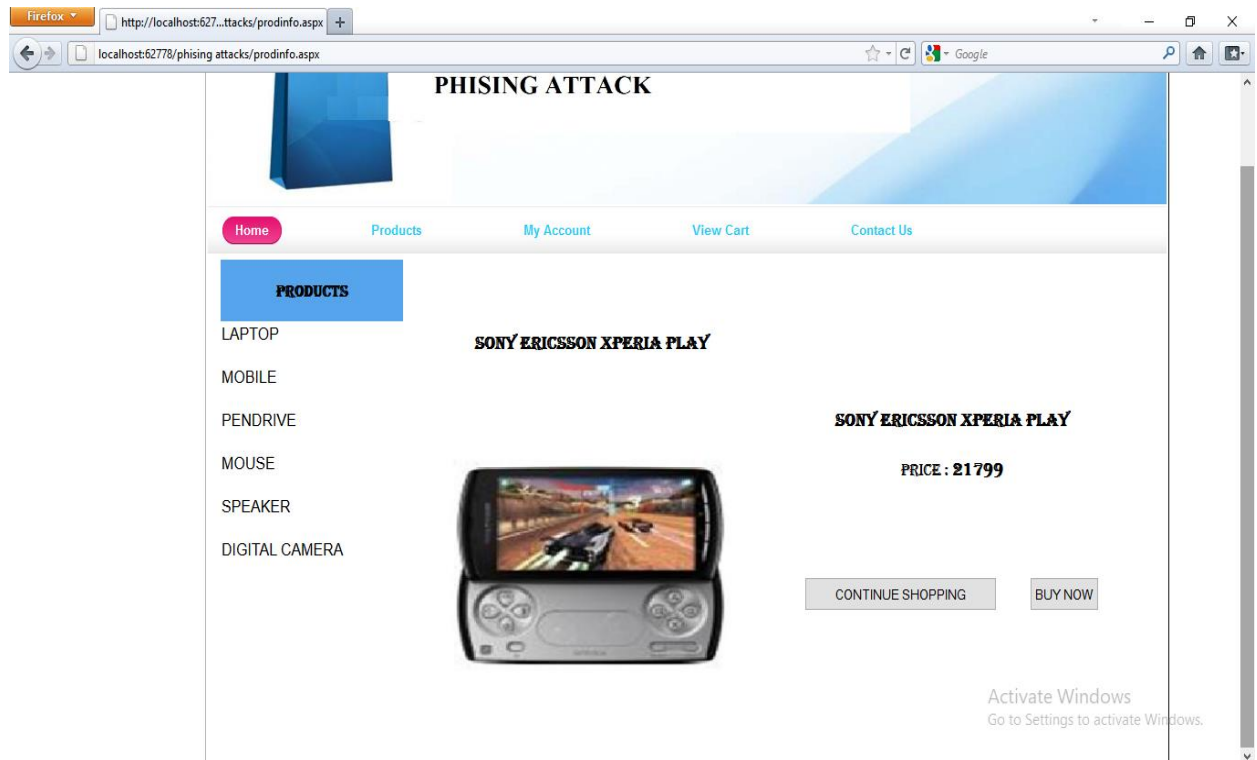 Firefox
http://localhost:627...ttacks/prodinfo.aspx
localhost:62778/phising attacks/prodinfo.aspx
Google
PHISING ATTACK
Home Products My Account View Cart Contact Us
PRODUCTS
LAPTOP
MOBILE
PENDRIVE
MOUSE
SPEAKER
DIGITAL CAMERA
SONY ERICSSON XPERIA PLAY
SONY ERICSSON XPERIA PLAY
PRICE : 21799
CONTINUE SHOPPING BUY NOW
Activate Windows
Go to Settings to activate Windows.